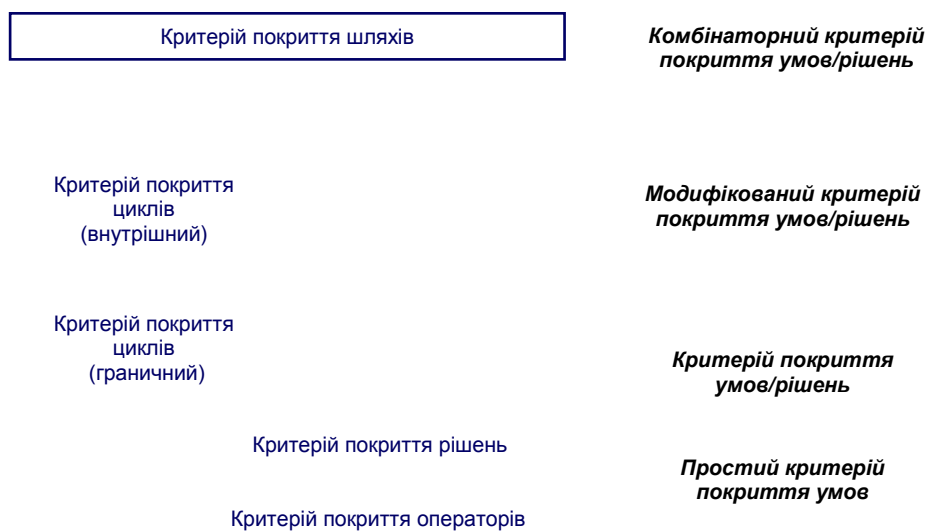 Критерій покриття шляхів
Комбінаторний критерій
покриття умов/рішень
Критерій покриття
циклів
(внутрішний)
Модифікований критерій
покриття умов/рішень
Критерій покриття
циклів
(граничний)
Критерій покриття
умов/рішень
Критерій покриття рішень
Простий критерій
покриття умов
Критерій покриття операторів